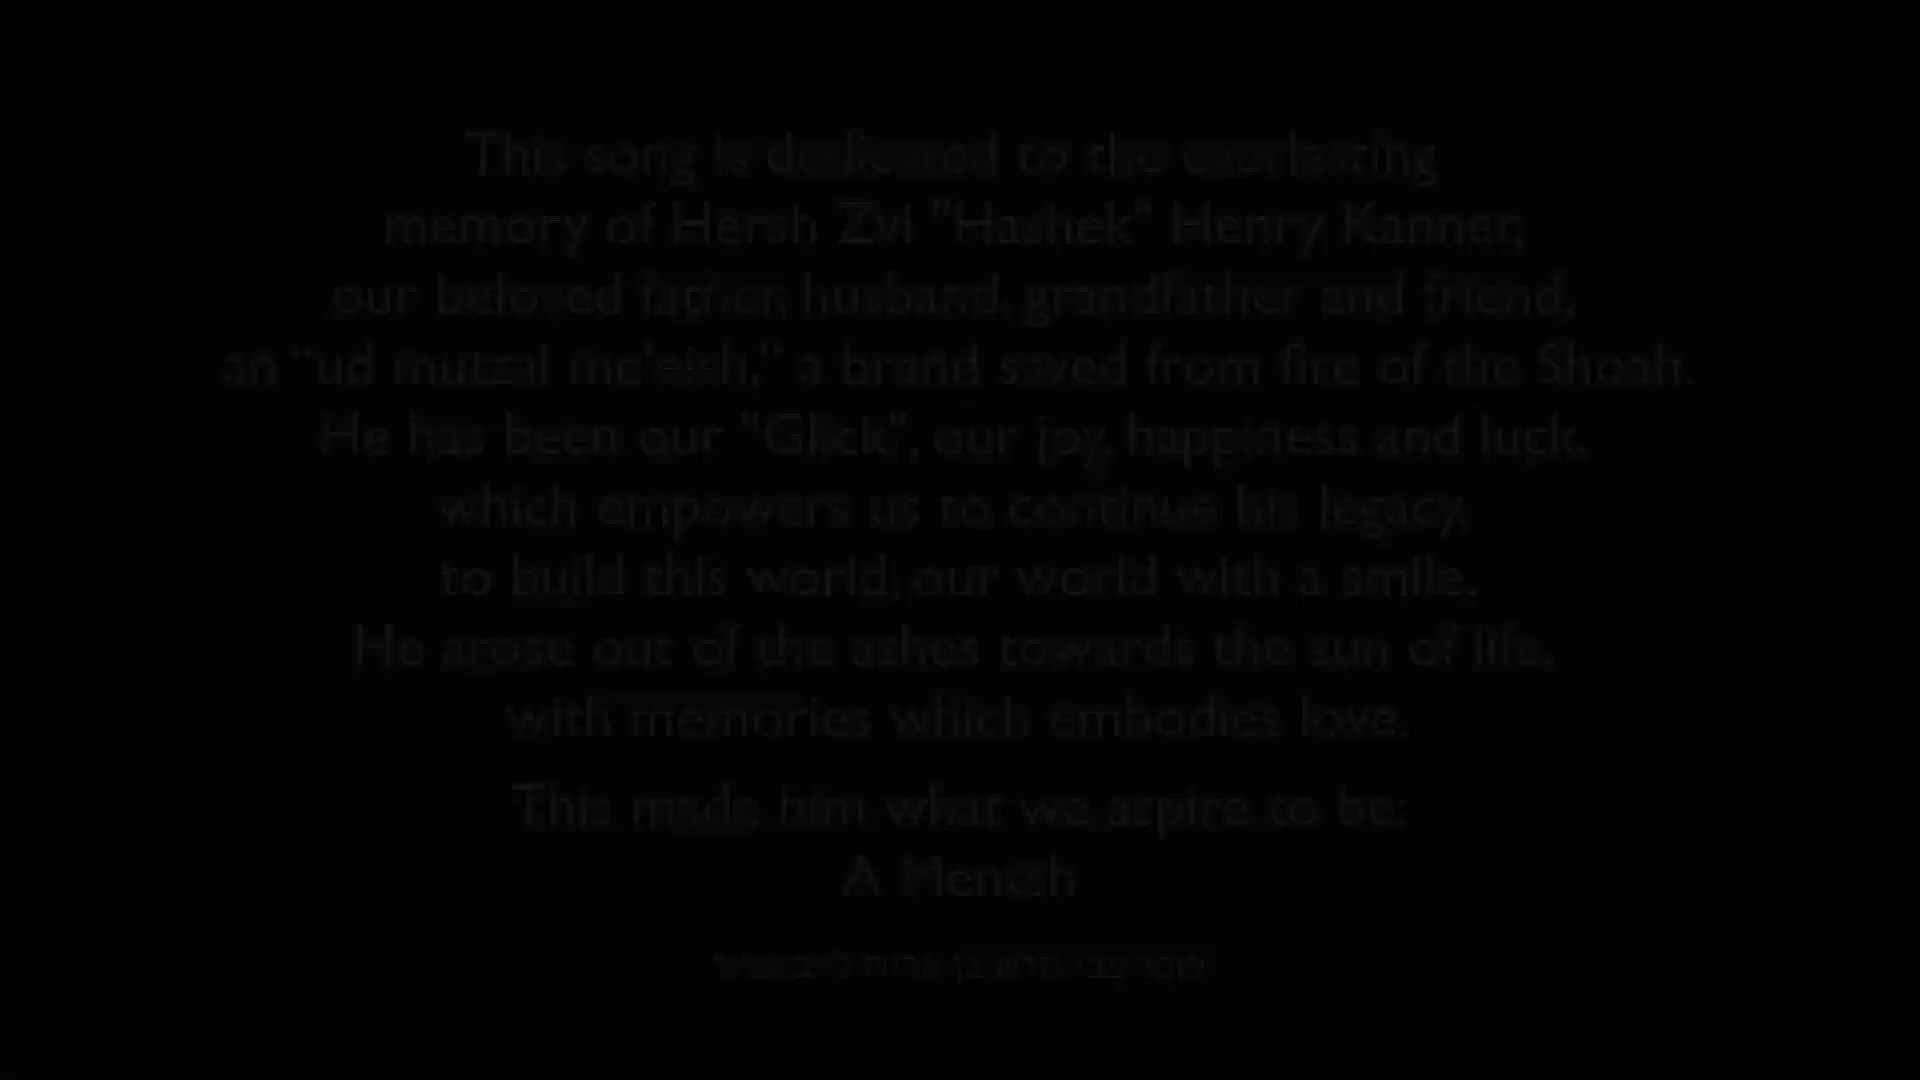 This song is dedicated to the everlasting
memory of Hersh Zvi "Hashek" Henry Kanner,
our beloved father, husband, grandfather and friend,
an "ud mutzal me'eish," a brand saved from fire of the Shoah.
He has been our "Glick", our joy, happiness and luck,
which empowers us to continue his legacy,
to build this world, our world with a smile.
He arose out of the ashes towards the sun of life,
with memories which embodies love.
This made him what we aspire to be:
A Mentsh
צבי הרש בן